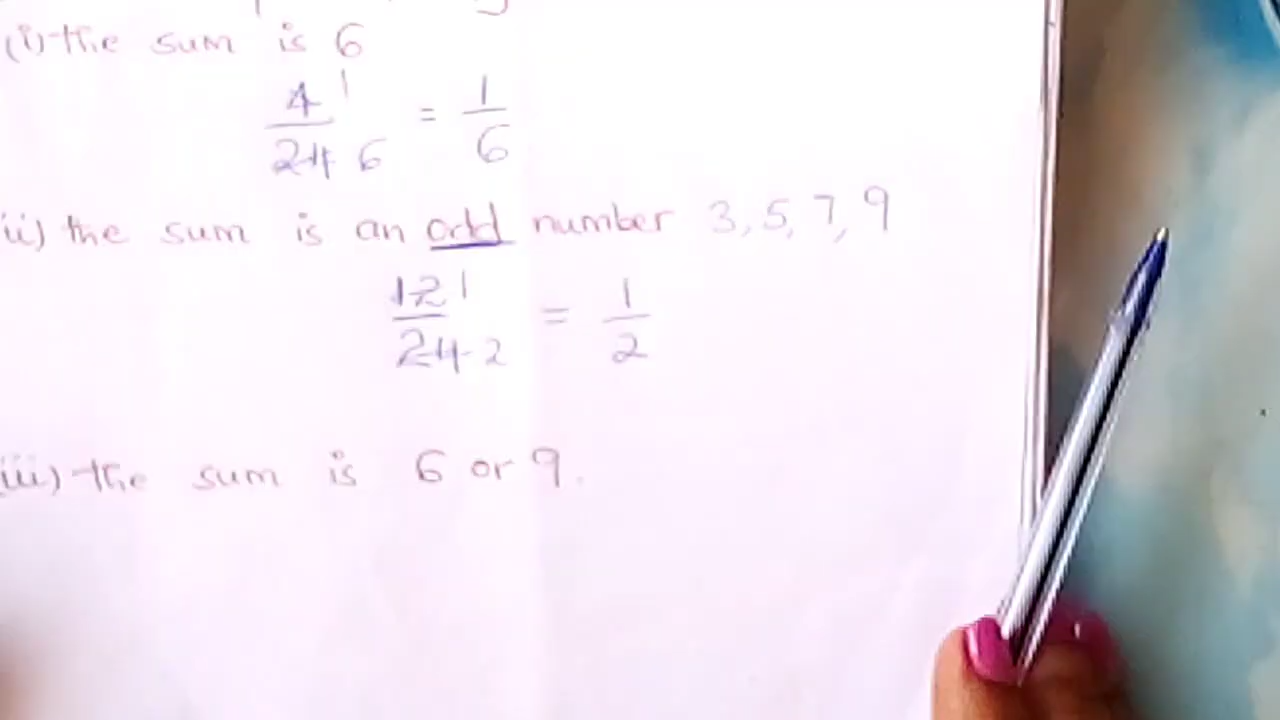 (i) the sum is 6
4 1 / 24 6 = 1 / 6
ii) the sum is an odd number 3, 5, 7, 9
12 1 / 24 2 = 1 / 2
(iii) the sum is 6 or 9.